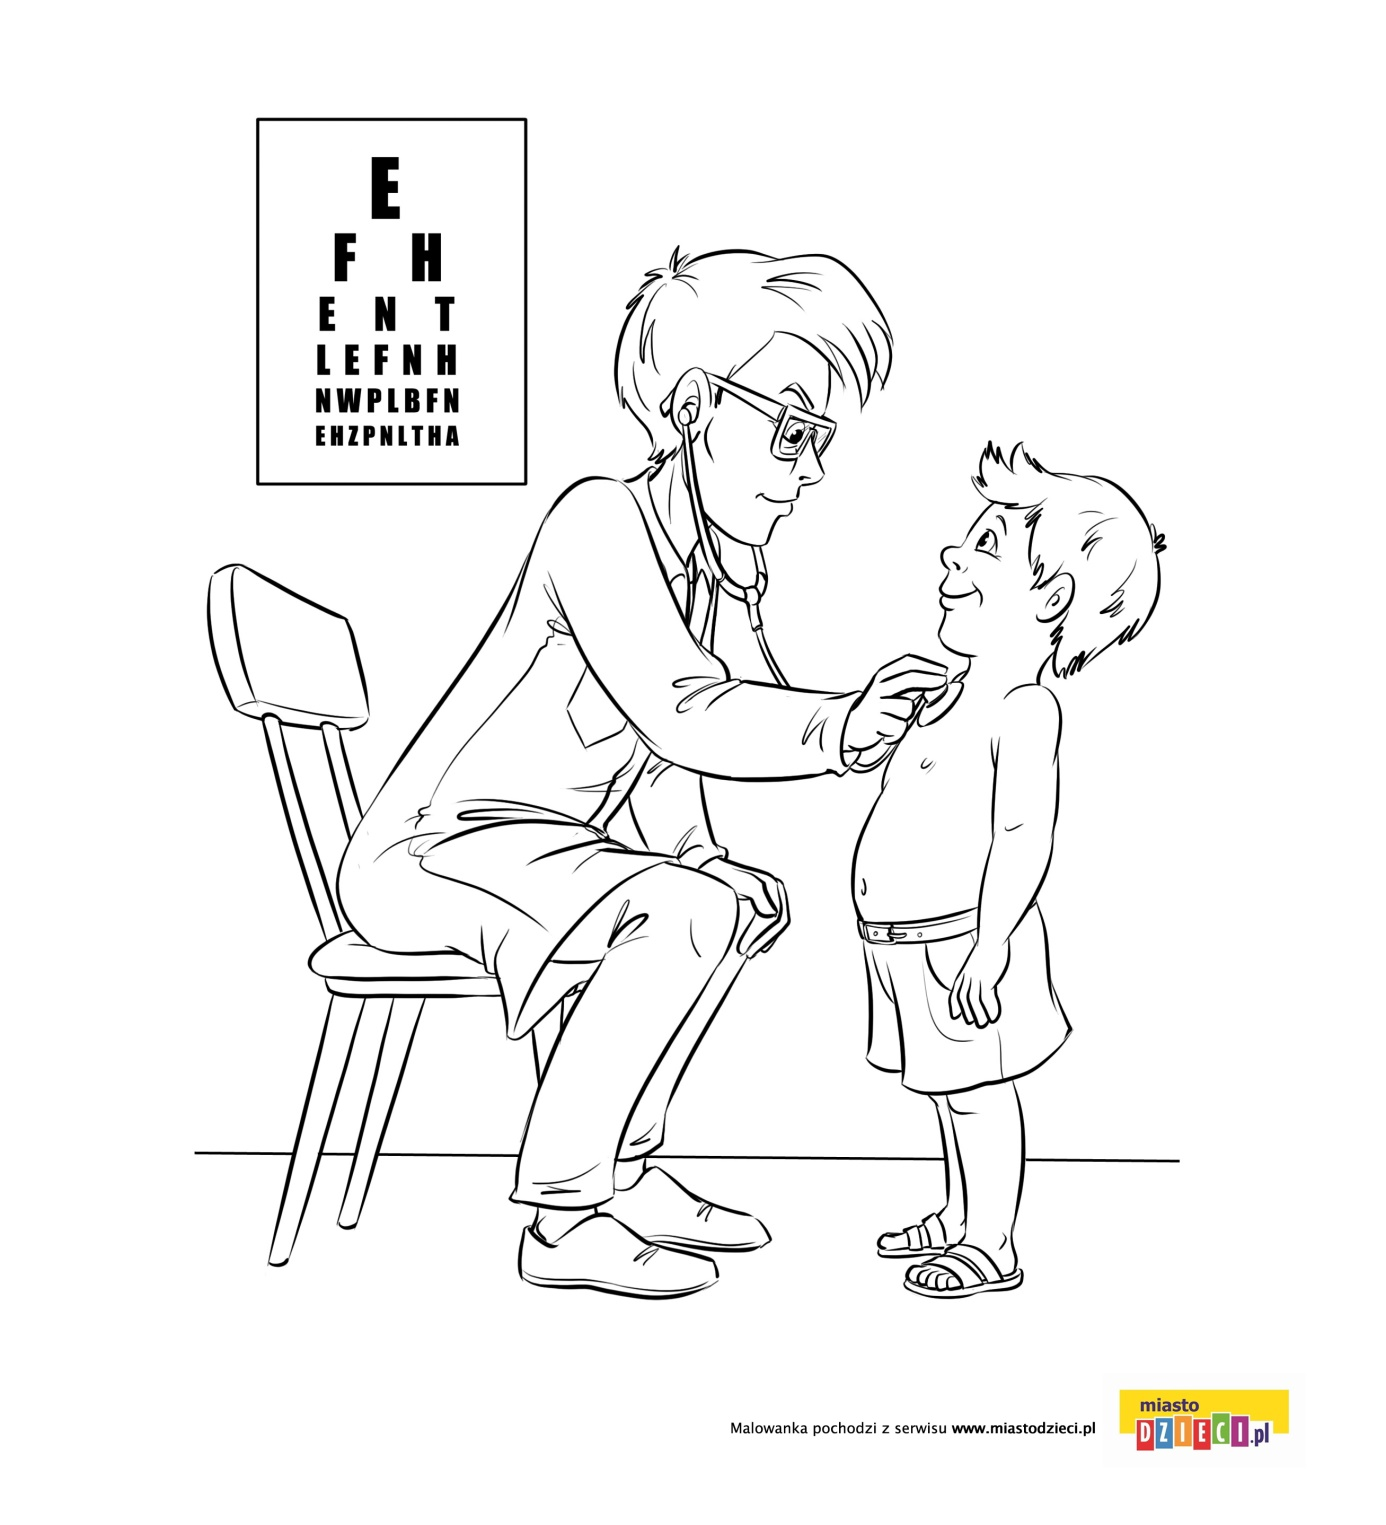 E
F H
E N T
L E F N H
NWPLBFN
EHZPNLTHA
Malowanka pochodzi z serwisu www.miastodzieci.pl
miasto
DZIECI.pl